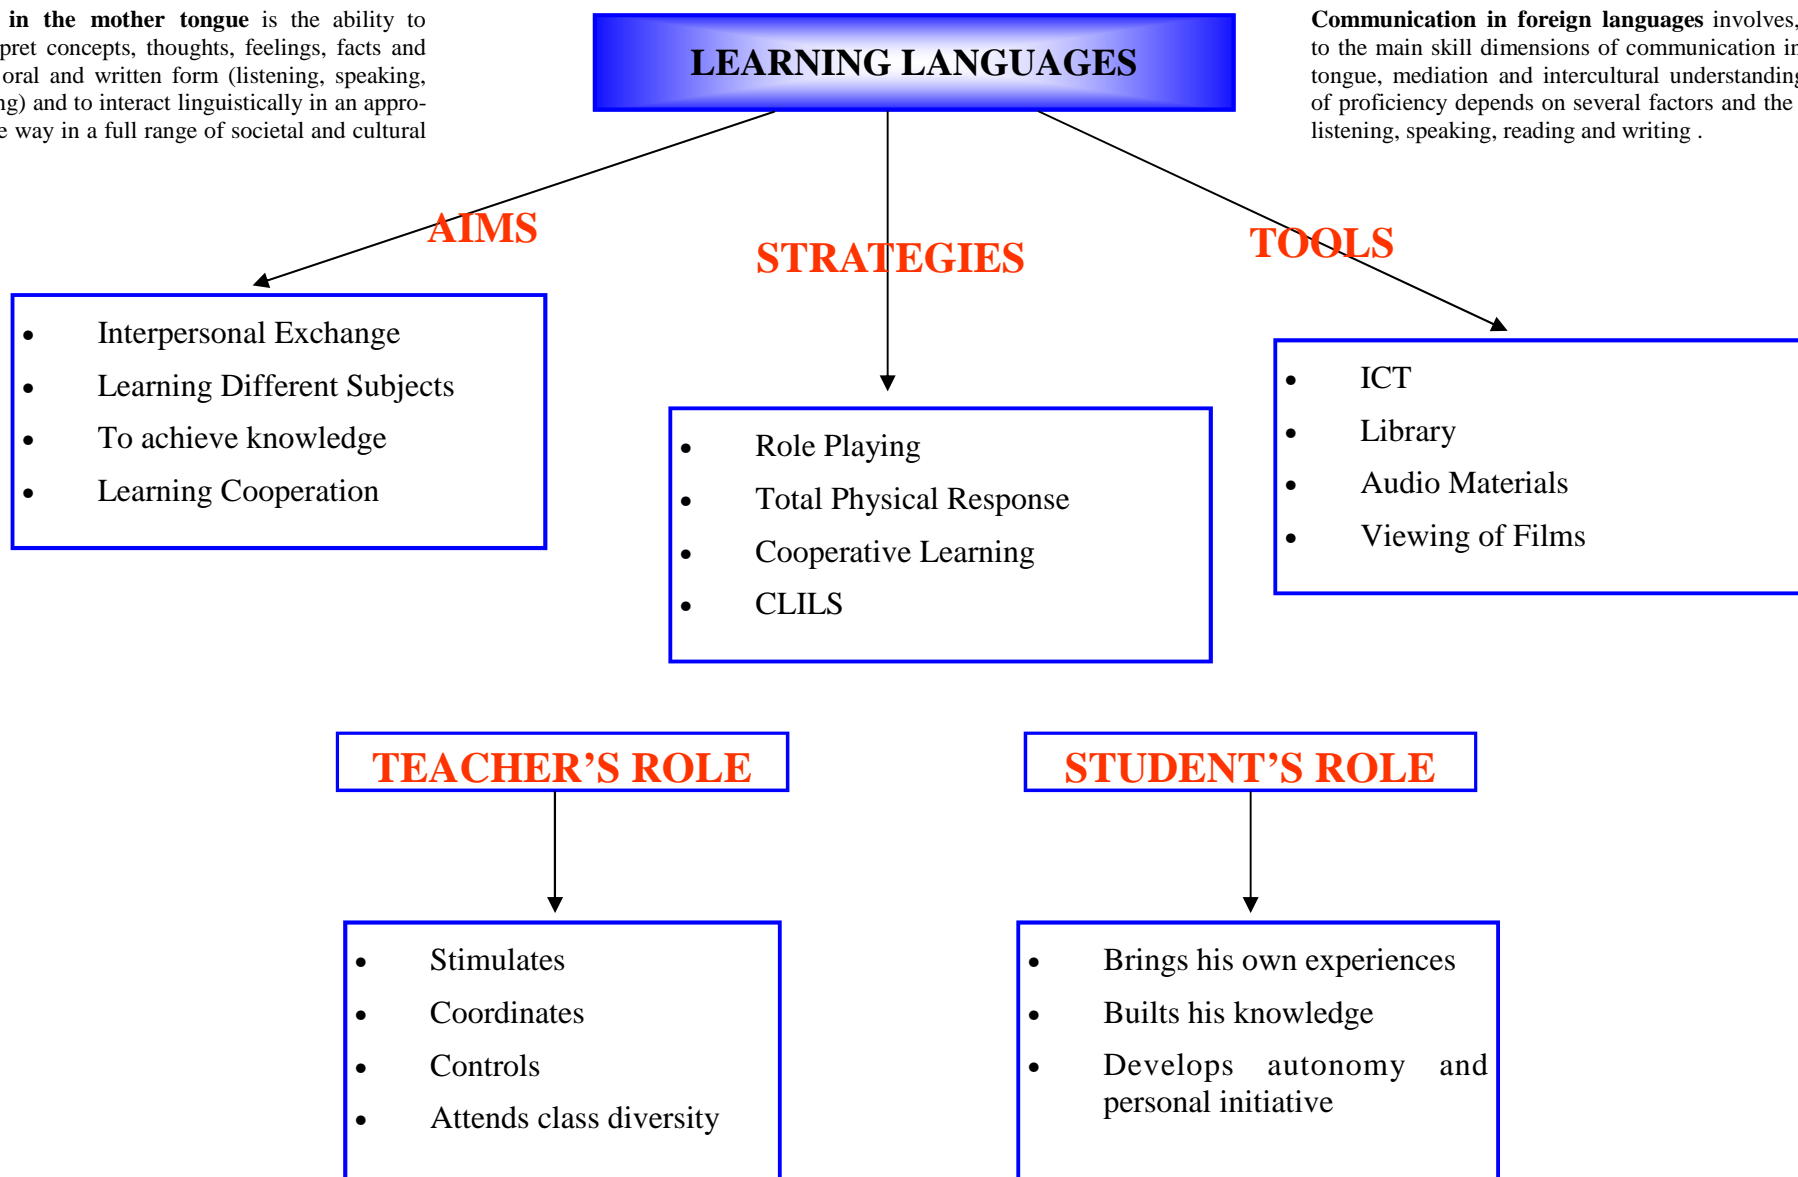 in the mother tongue is the ability to
pret concepts, thoughts, feelings, facts and
oral and written form (listening, speaking,
ng) and to interact linguistically in an appro-
e way in a full range of societal and cultural
LEARNING LANGUAGES
Communication in foreign languages involves,
to the main skill dimensions of communication in
tongue, mediation and intercultural understanding
of proficiency depends on several factors and the
listening, speaking, reading and writing .
AIMS
STRATEGIES
TOOLS
• Interpersonal Exchange
• Learning Different Subjects
• To achieve knowledge
• Learning Cooperation
• Role Playing
• Total Physical Response
• Cooperative Learning
• CLILS
• ICT
• Library
• Audio Materials
• Viewing of Films
TEACHER’S ROLE
STUDENT’S ROLE
• Stimulates
• Coordinates
• Controls
• Attends class diversity
• Brings his own experiences
• Builts his knowledge
• Develops autonomy and
personal initiative